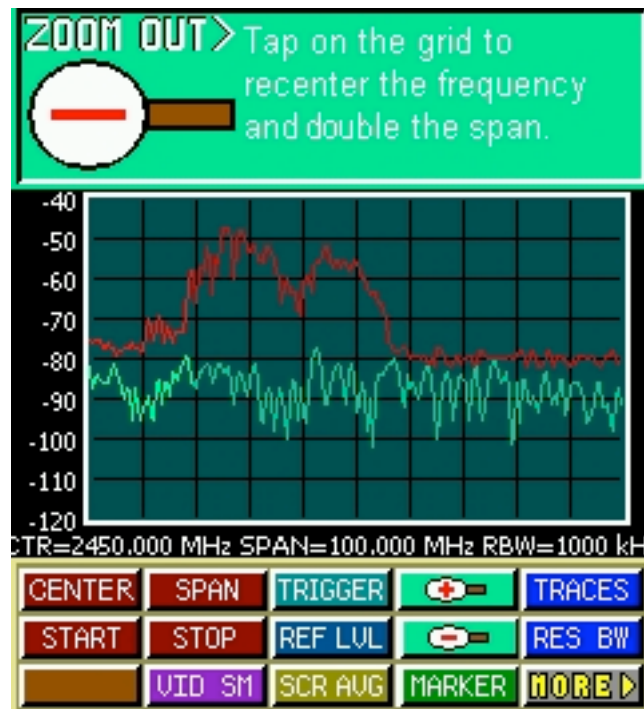 ZOOM OUT>
Tap on the grid to
recenter the frequency
and double the span.
-40
-50
-60
-70
-80
-90
-100
-110
-120
CTR=2450.000 MHz SPAN=100.000 MHz RBW=1000 kH
CENTER SPAN TRIGGER TRACES
START STOP REF LVL RES BW
VID SM SCR AVG MARKER MORE